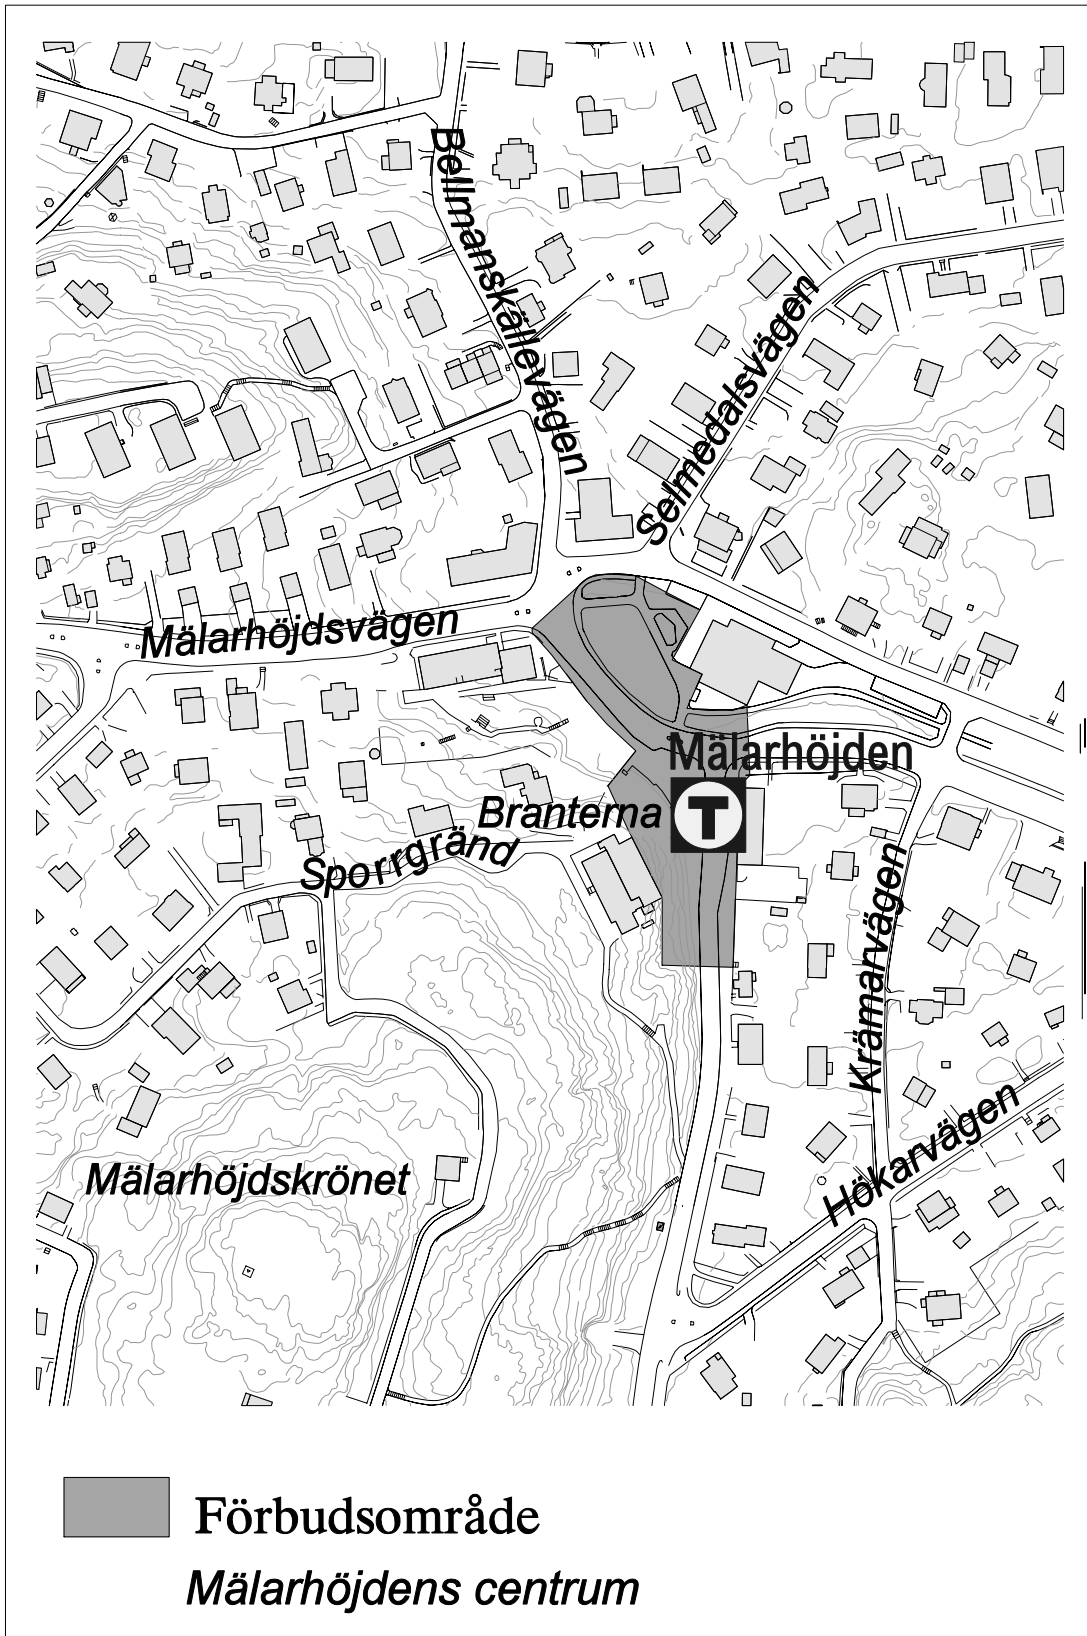 Bellmanskällevägen
Selmedalsvägen
Mälarhöjdsvägen
Mälarhöjden
Branterna
T
Sporrgränd
Krämarvägen
Hökarvägen
Mälarhöjdskrönet
Förbudsområde
Mälarhöjdens centrum